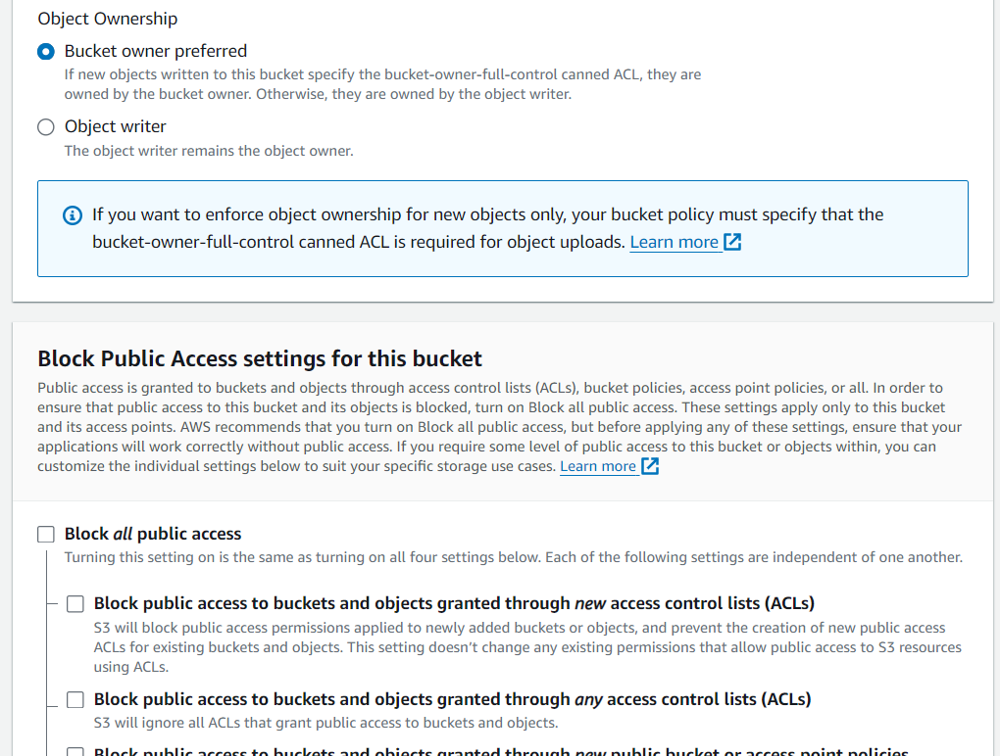 Object Ownership
Bucket owner preferred
If new objects written to this bucket specify the bucket-owner-full-control canned ACL, they are
owned by the bucket owner. Otherwise, they are owned by the object writer.
Object writer
The object writer remains the object owner.
If you want to enforce object ownership for new objects only, your bucket policy must specify that the
bucket-owner-full-control canned ACL is required for object uploads. Learn more
Block Public Access settings for this bucket
Public access is granted to buckets and objects through access control lists (ACLs), bucket policies, access point policies, or all. In order to
ensure that public access to this bucket and its objects is blocked, turn on Block all public access. These settings apply only to this bucket
and its access points. AWS recommends that you turn on Block all public access, but before applying any of these settings, ensure that your
applications will work correctly without public access. If you require some level of public access to this bucket or objects within, you can
customize the individual settings below to suit your specific storage use cases. Learn more
Block all public access
Turning this setting on is the same as turning on all four settings below. Each of the following settings are independent of one another.
Block public access to buckets and objects granted through new access control lists (ACLs)
S3 will block public access permissions applied to newly added buckets or objects, and prevent the creation of new public access
ACLs for existing buckets and objects. This setting doesn’t change any existing permissions that allow public access to S3 resources
using ACLs.
Block public access to buckets and objects granted through any access control lists (ACLs)
S3 will ignore all ACLs that grant public access to buckets and objects.
Block public access to buckets and objects granted through new public bucket or access point policies